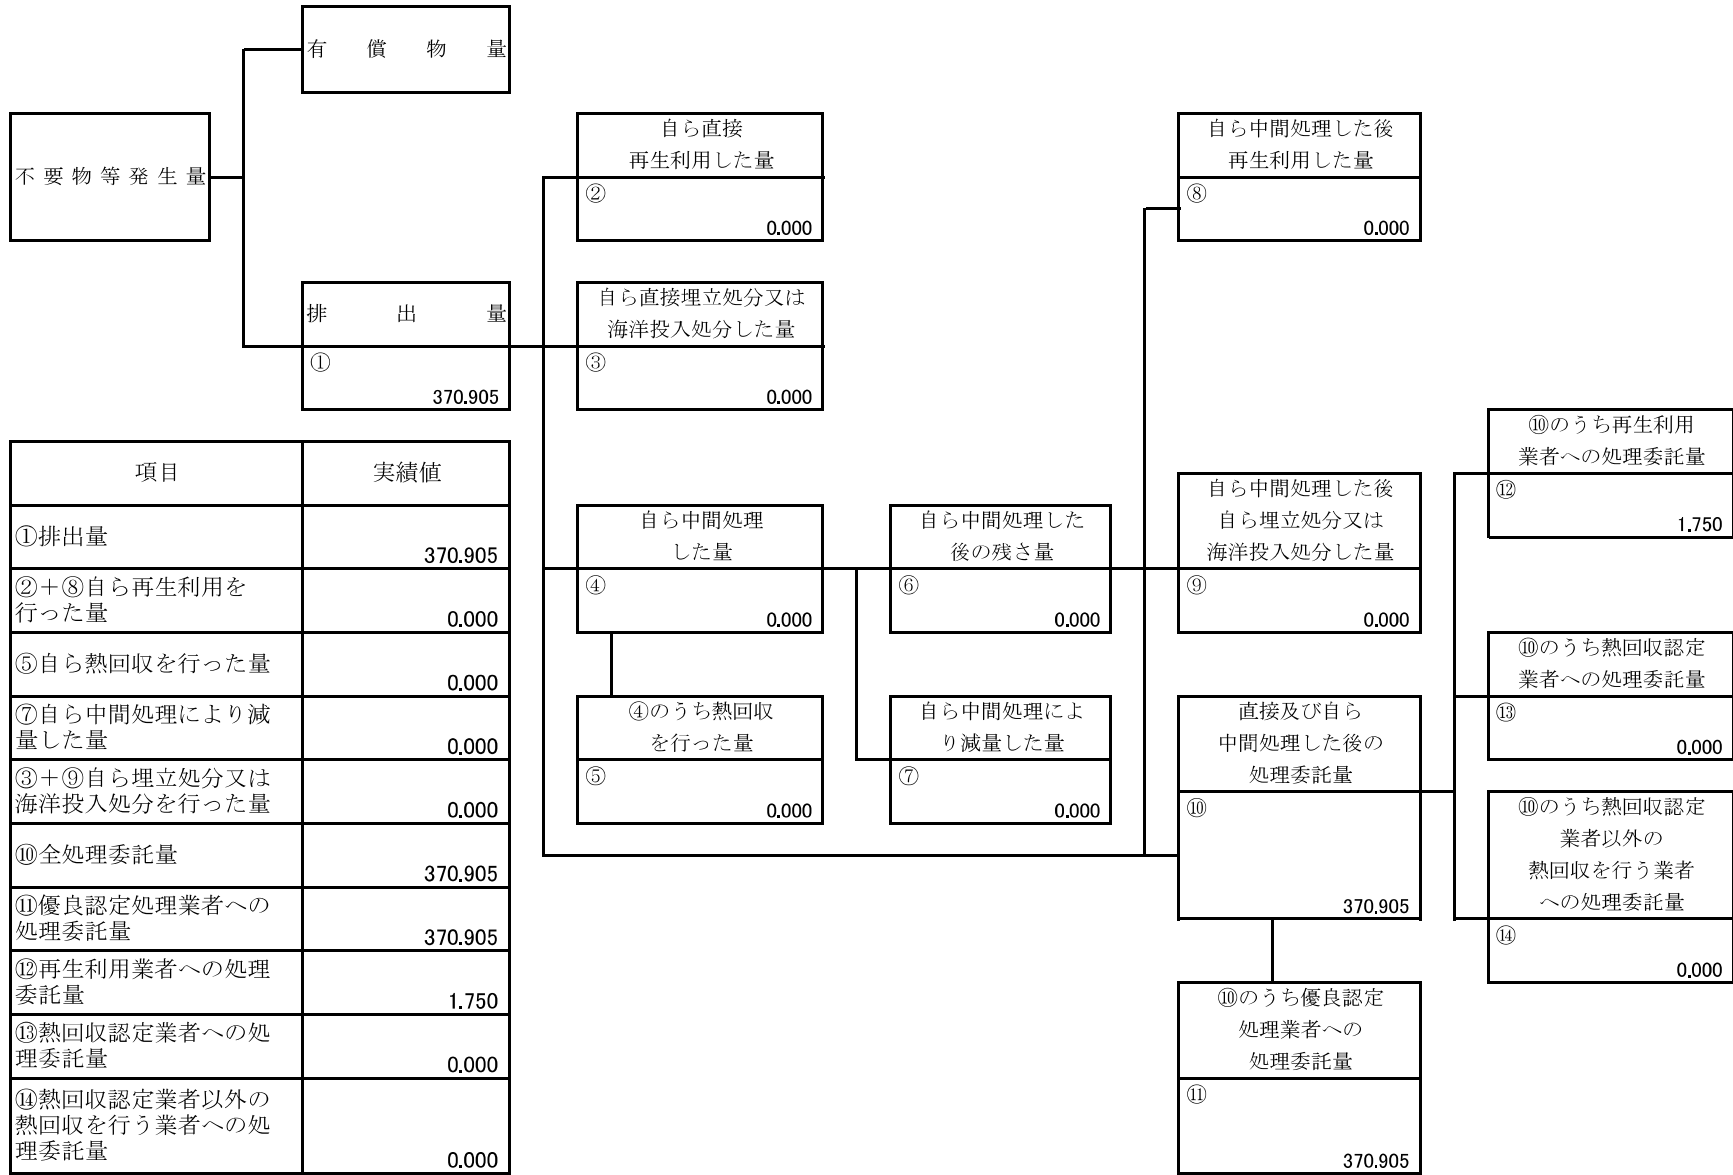 有償物量
不要物等発生量
排出量
①
370.905
自ら直接
再生利用した量
②
0.000
自ら直接埋立処分又は
海洋投入処分した量
③
0.000
自ら中間処理
した量
④
0.000
④のうち熱回収
を行った量
⑤
0.000
自ら中間処理した
後の残さ量
⑥
0.000
自ら中間処理によ
り減量した量
⑦
0.000
自ら中間処理した後
再生利用した量
⑧
0.000
自ら中間処理した後
自ら埋立処分又は
海洋投入処分した量
⑨
0.000
直接及び自ら
中間処理した後の
処理委託量
⑩
370.905
⑩のうち優良認定
処理業者への
処理委託量
⑪
370.905
⑩のうち再生利用
業者への処理委託量
⑫
1.750
⑩のうち熱回収認定
業者への処理委託量
⑬
0.000
⑩のうち熱回収認定
業者以外の
熱回収を行う業者
への処理委託量
⑭
0.000
項目 実績値
①排出量
370.905
②+⑧自ら再生利用を
行った量
0.000
⑤自ら熱回収を行った量
0.000
⑦自ら中間処理により減
量した量
0.000
③+⑨自ら埋立処分又は
海洋投入処分を行った量
0.000
⑩全処理委託量
370.905
⑪優良認定処理業者への
処理委託量
370.905
⑫再生利用業者への処理
委託量
1.750
⑬熱回収認定業者への処
理委託量
0.000
⑭熱回収認定業者以外の
熱回収を行う業者への処
理委託量
0.000